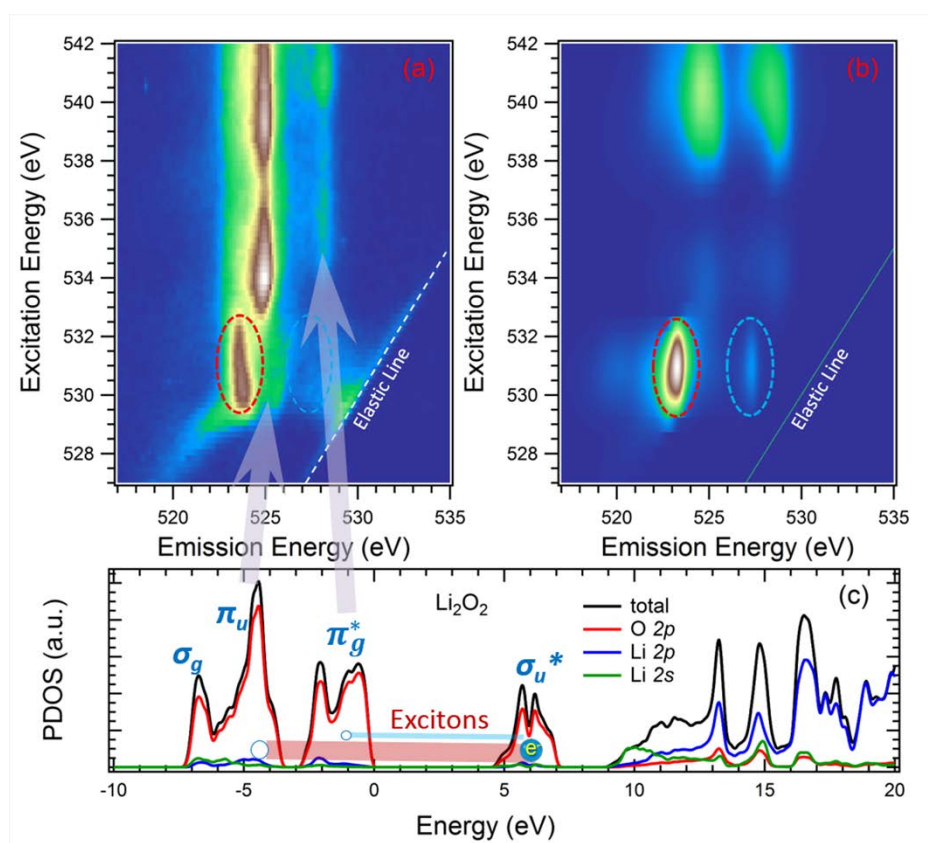 (a)
Excitation Energy (eV)
542
540
538
536
534
532
530
528
Elastic Line
520
525
530
535
Emission Energy (eV)
(b)
Excitation Energy (eV)
542
540
538
536
534
532
530
528
Elastic Line
520
525
530
535
Emission Energy (eV)
(c)
PDOS (a.u.)
Li₂O₂
σg
πu
π*g
σu*
total
O 2p
Li 2p
Li 2s
Excitons
e⁻
-10
-5
0
5
10
15
20
Energy (eV)